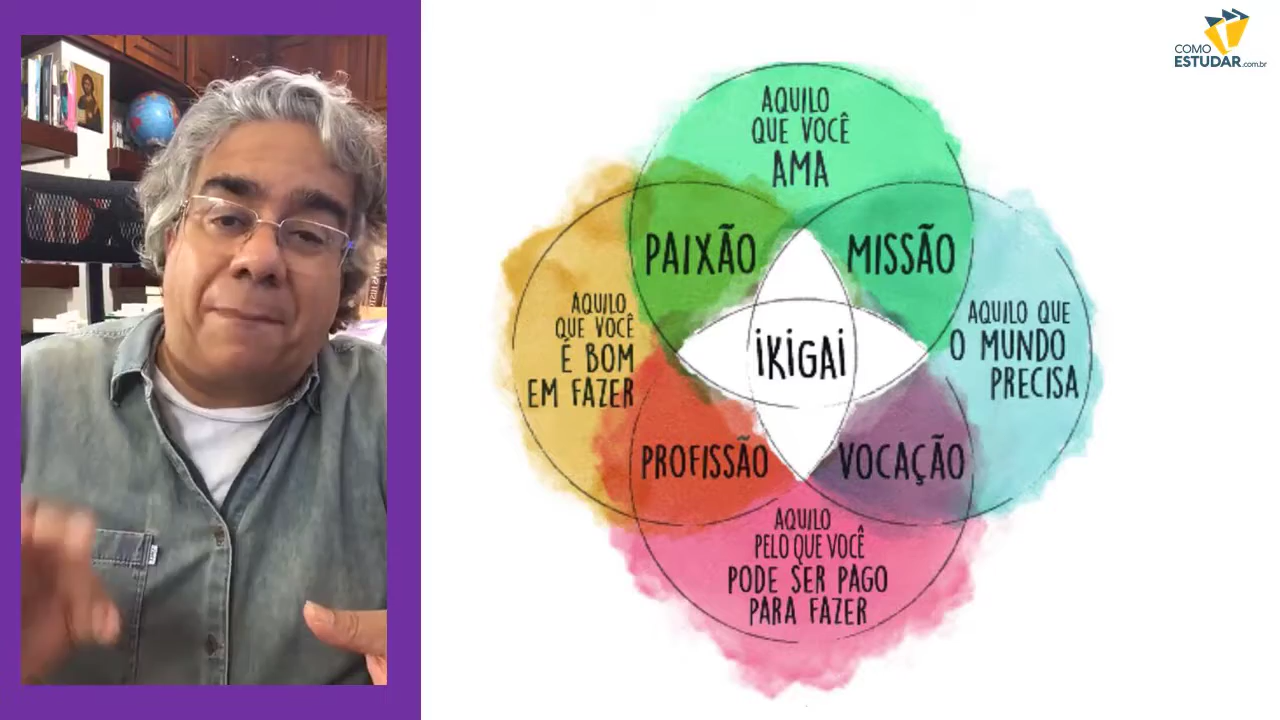 COMO
ESTUDAR.com.br
AQUILO
QUE VOCÊ
AMA
PAIXÃO
MISSÃO
AQUILO
QUE VOCÊ
É BOM
EM FAZER
AQUILO QUE
O MUNDO
PRECISA
iKiGAi
PROFISSÃO
VOCAÇÃO
AQUILO
PELO QUE VOCÊ
PODE SER PAGO
PARA FAZER